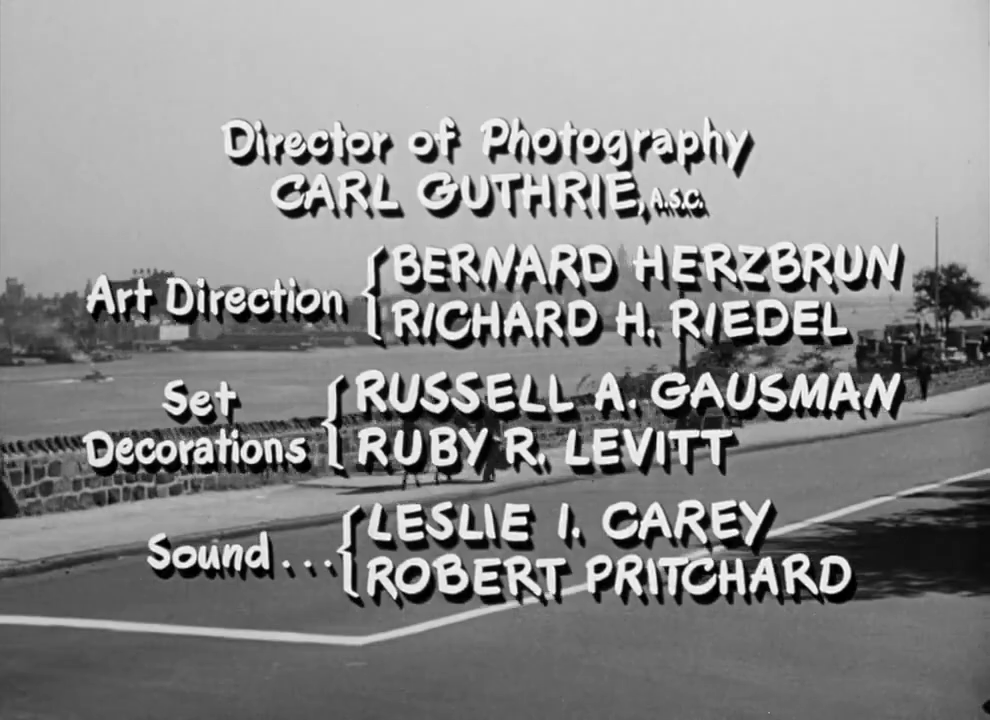 Director of Photography
CARL GUTHRIE, A.S.C.
Art Direction { BERNARD HERZBRUN
RICHARD H. RIEDEL
Set Decorations { RUSSELL A. GAUSMAN
RUBY R. LEVITT
Sound... { LESLIE I. CAREY
ROBERT PRITCHARD